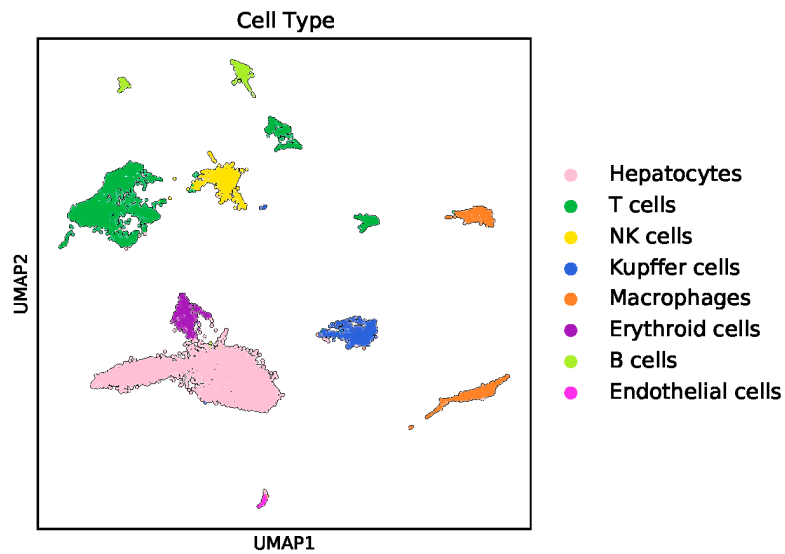 Cell Type
UMAP2
UMAP1
Hepatocytes
T cells
NK cells
Kupffer cells
Macrophages
Erythroid cells
B cells
Endothelial cells